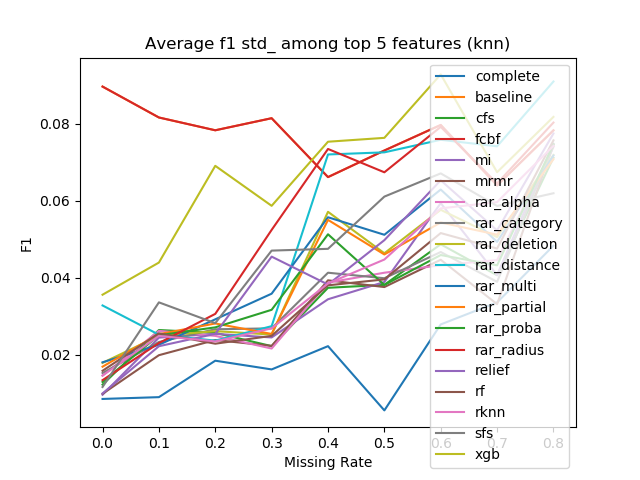 Average f1 std_ among top 5 features (knn)
F1
0.08
0.06
0.04
0.02
0.0 0.1 0.2 0.3 0.4 0.5 0.6 0.7 0.8
Missing Rate
complete
baseline
cfs
fcbf
mi
mrmr
rar_alpha
rar_category
rar_deletion
rar_distance
rar_multi
rar_partial
rar_proba
rar_radius
relief
rf
rknn
sfs
xgb